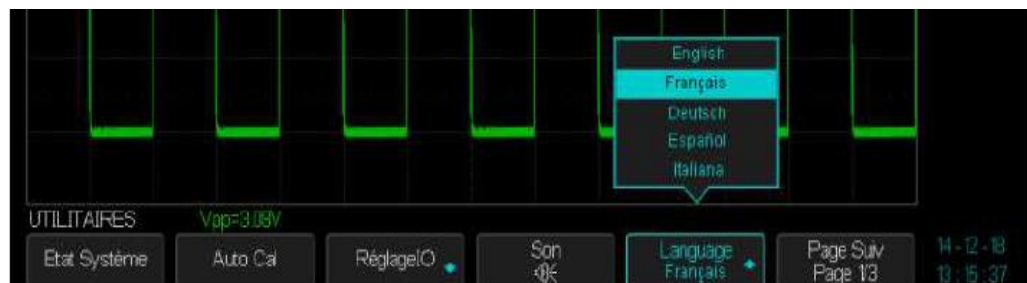 English
Français
Deutsch
Español
Italiana
UTILITAIRES Vpp=3.08V
Etat Système
Auto Cal
RéglageIO
Son
Language
Français
Page Suiv
Page 1/3
14-12-18
13:15:37